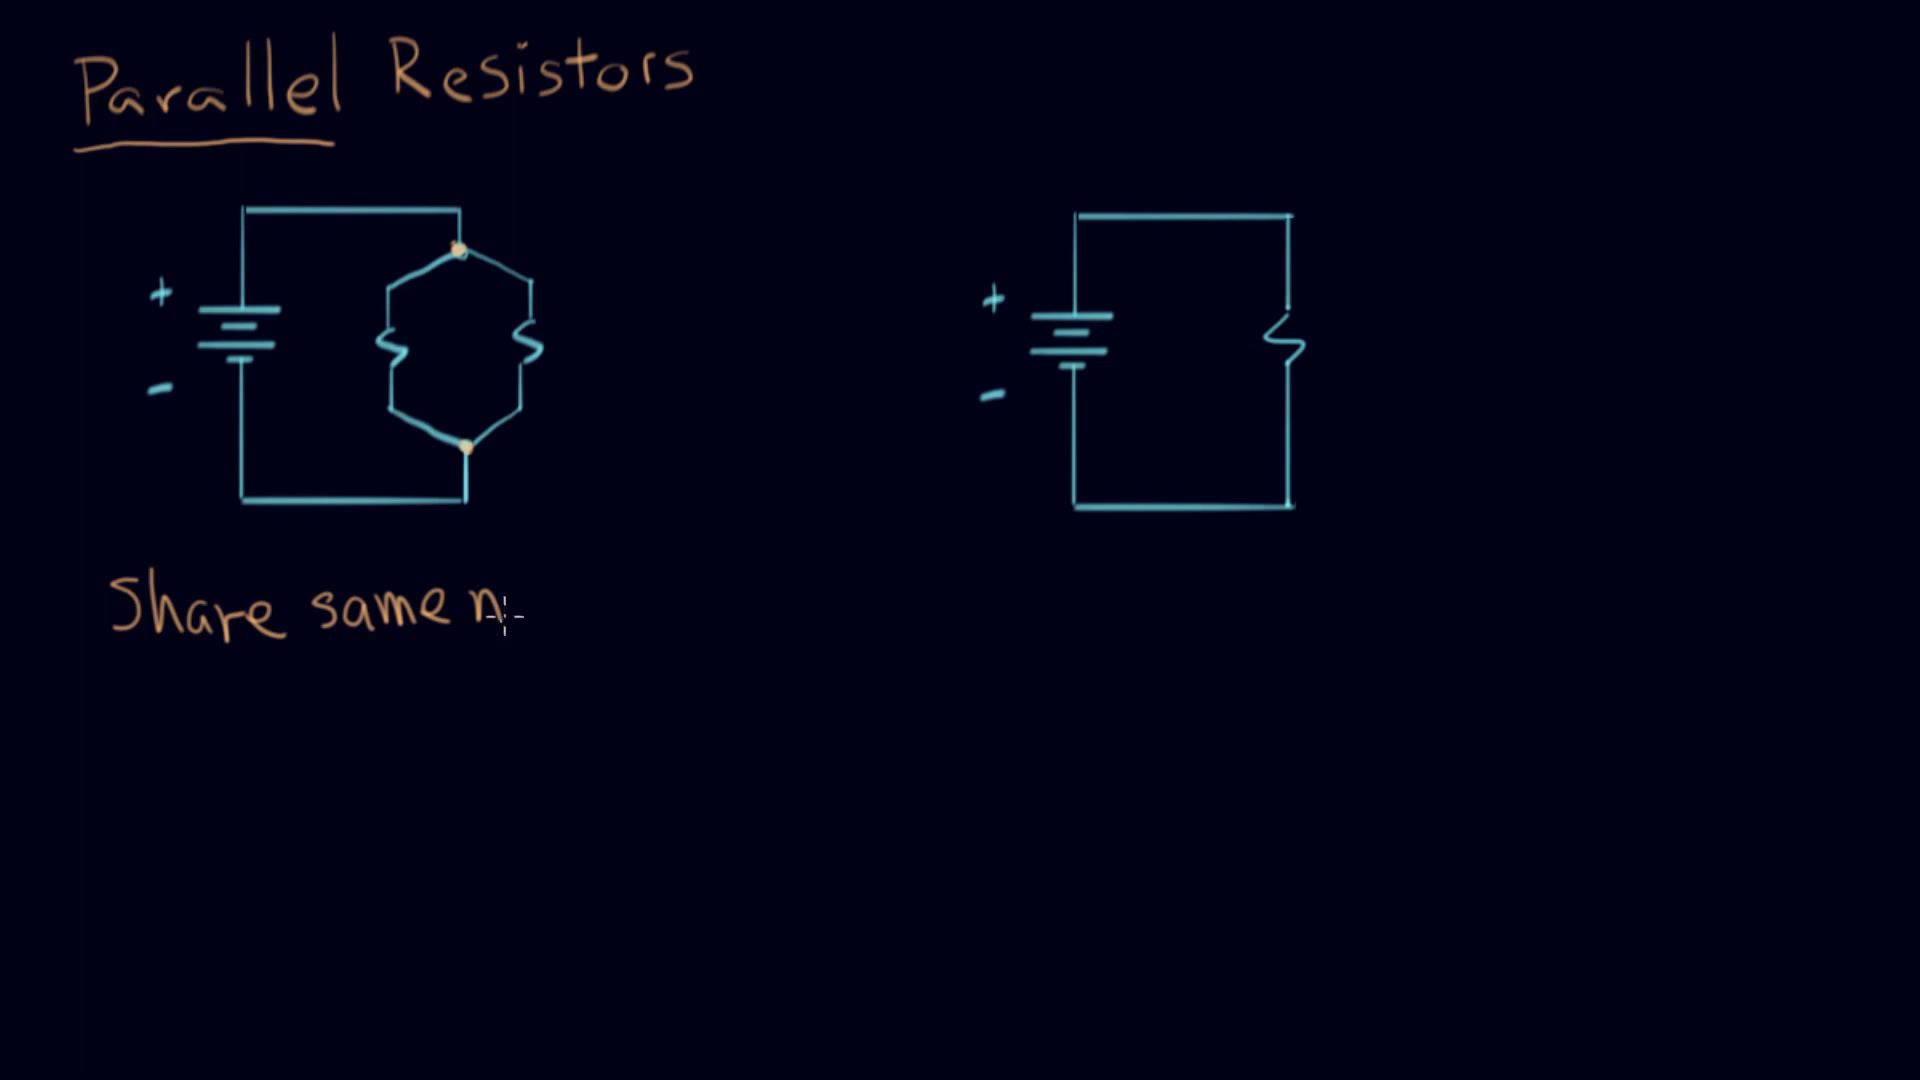 Parallel Resistors
+ +
- -
Share same n